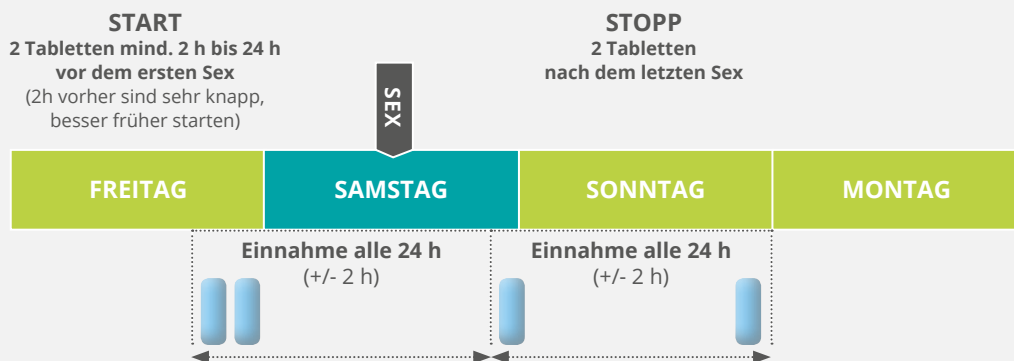 START
2 Tabletten mind. 2 h bis 24 h
vor dem ersten Sex
(2h vorher sind sehr knapp,
besser früher starten)
STOPP
2 Tabletten
nach dem letzten Sex
SEX
FREITAG
SAMSTAG
SONNTAG
MONTAG
Einnahme alle 24 h
(+/- 2 h)
Einnahme alle 24 h
(+/- 2 h)